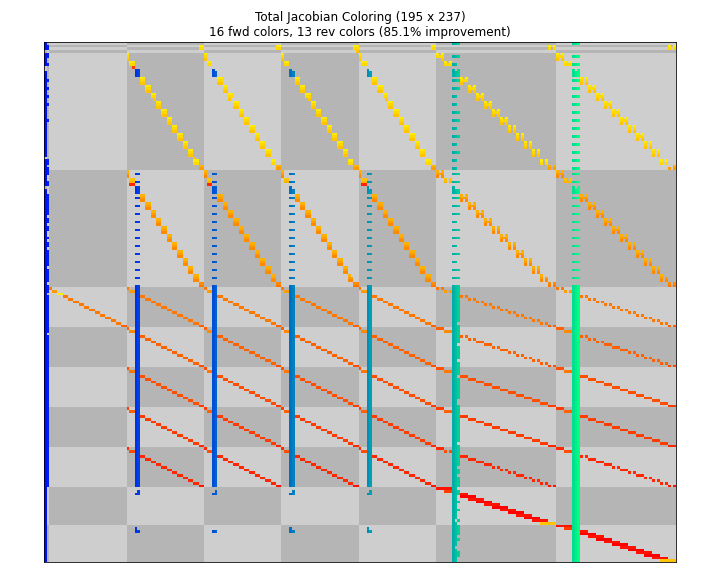 Total Jacobian Coloring (195 x 237)
16 fwd colors, 13 rev colors (85.1% improvement)